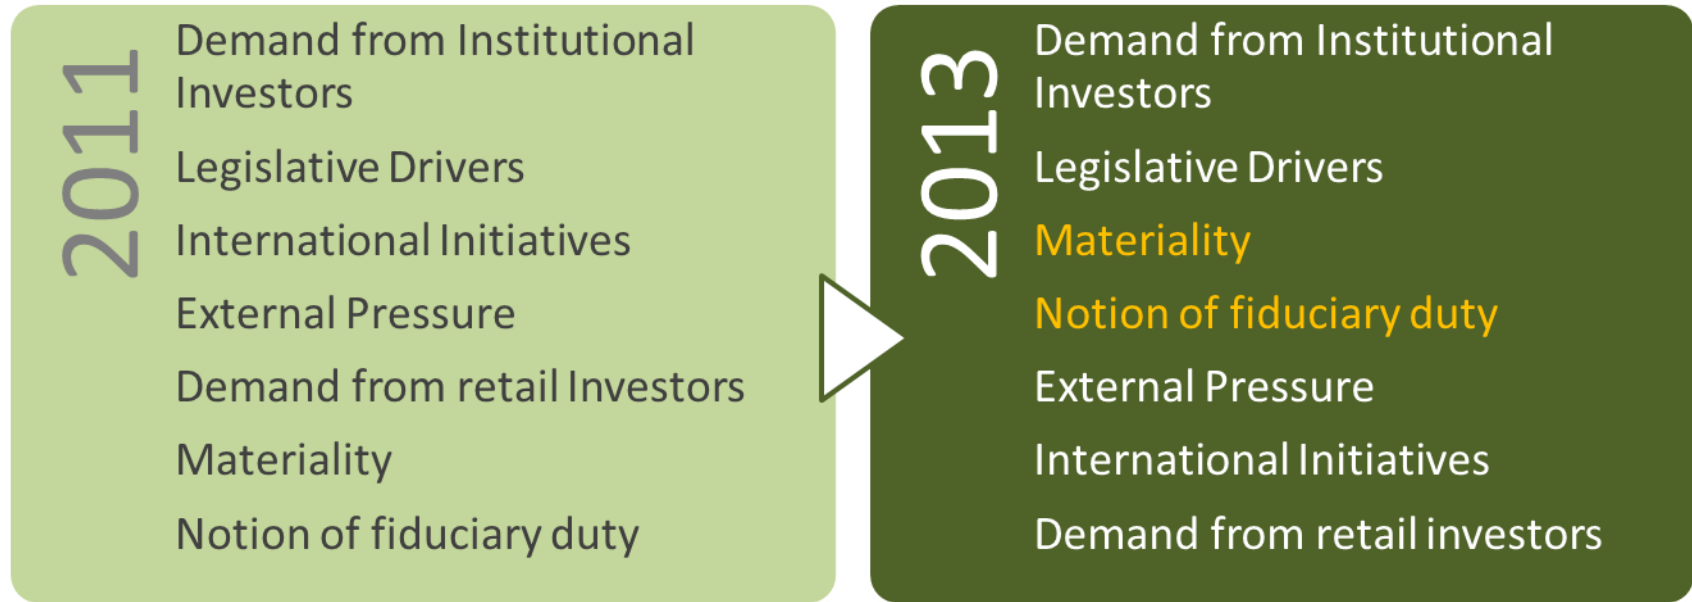 2011
Demand from Institutional
Investors
Legislative Drivers
International Initiatives
External Pressure
Demand from retail Investors
Materiality
Notion of fiduciary duty
2013
Demand from Institutional
Investors
Legislative Drivers
Materiality
Notion of fiduciary duty
External Pressure
International Initiatives
Demand from retail investors